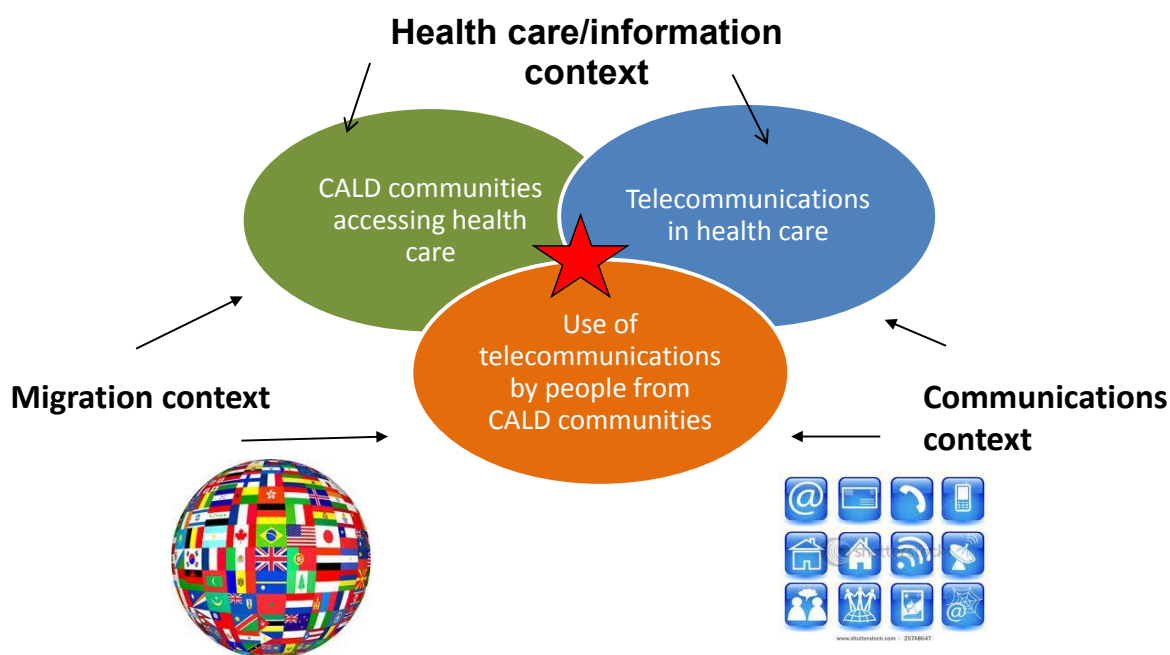 Health care/information
context
CALD communities
accessing health
care
Telecommunications
in health care
Use of
telecommunications
by people from
CALD communities
Migration context
Communications
context
@
shutterstock
@
www.shutterstock.com · 25768647